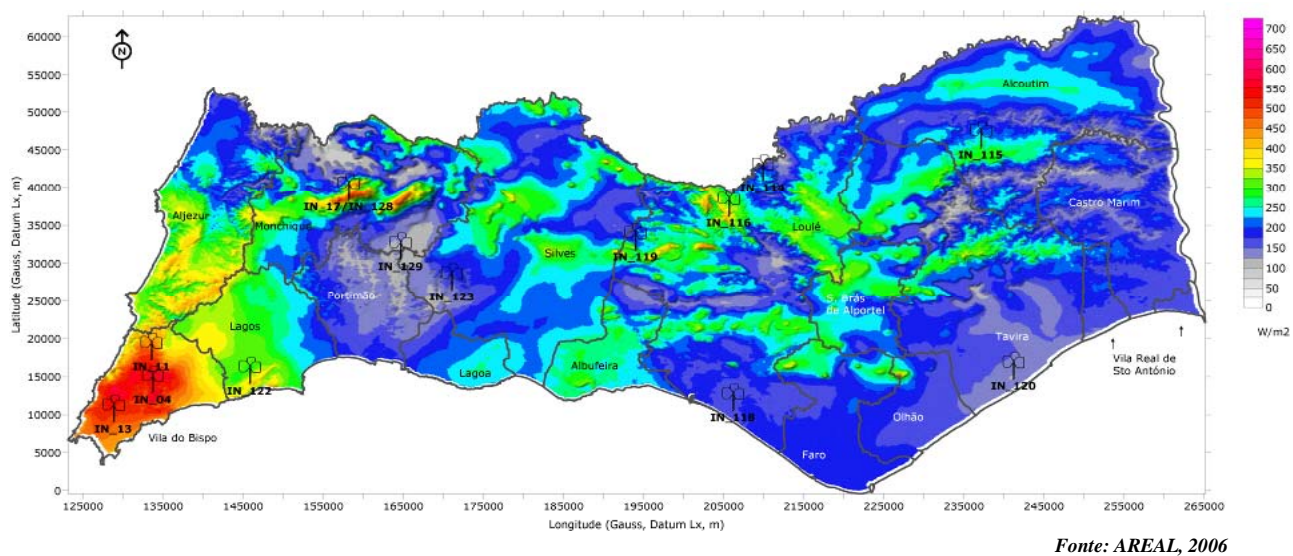 60000
55000
50000
45000
40000
35000
30000
25000
20000
15000
10000
5000
0
Latitude (Gauss, Datum Lx, m)
N
Alcoutim
IN_115
IN_114
IN_17/IN_128
Castro Marim
Aljezur
Monchique
IN_116
Loulé
IN_119
Silves
IN_129
IN_123
Portimão
S. Brás
de Alportel
Lagos
Tavira
IN_11
Albufeira
Lagoa
IN_122
IN_120
Vila Real de
Sto António
IN_04
IN_118
Olhão
IN_13
Vila do Bispo
Faro
125000 135000 145000 155000 165000 175000 185000 195000 205000 215000 225000 235000 245000 255000 265000
Longitude (Gauss, Datum Lx, m)
700
650
600
550
500
450
400
350
300
250
200
150
100
50
0
W/m2
Fonte: AREAL, 2006